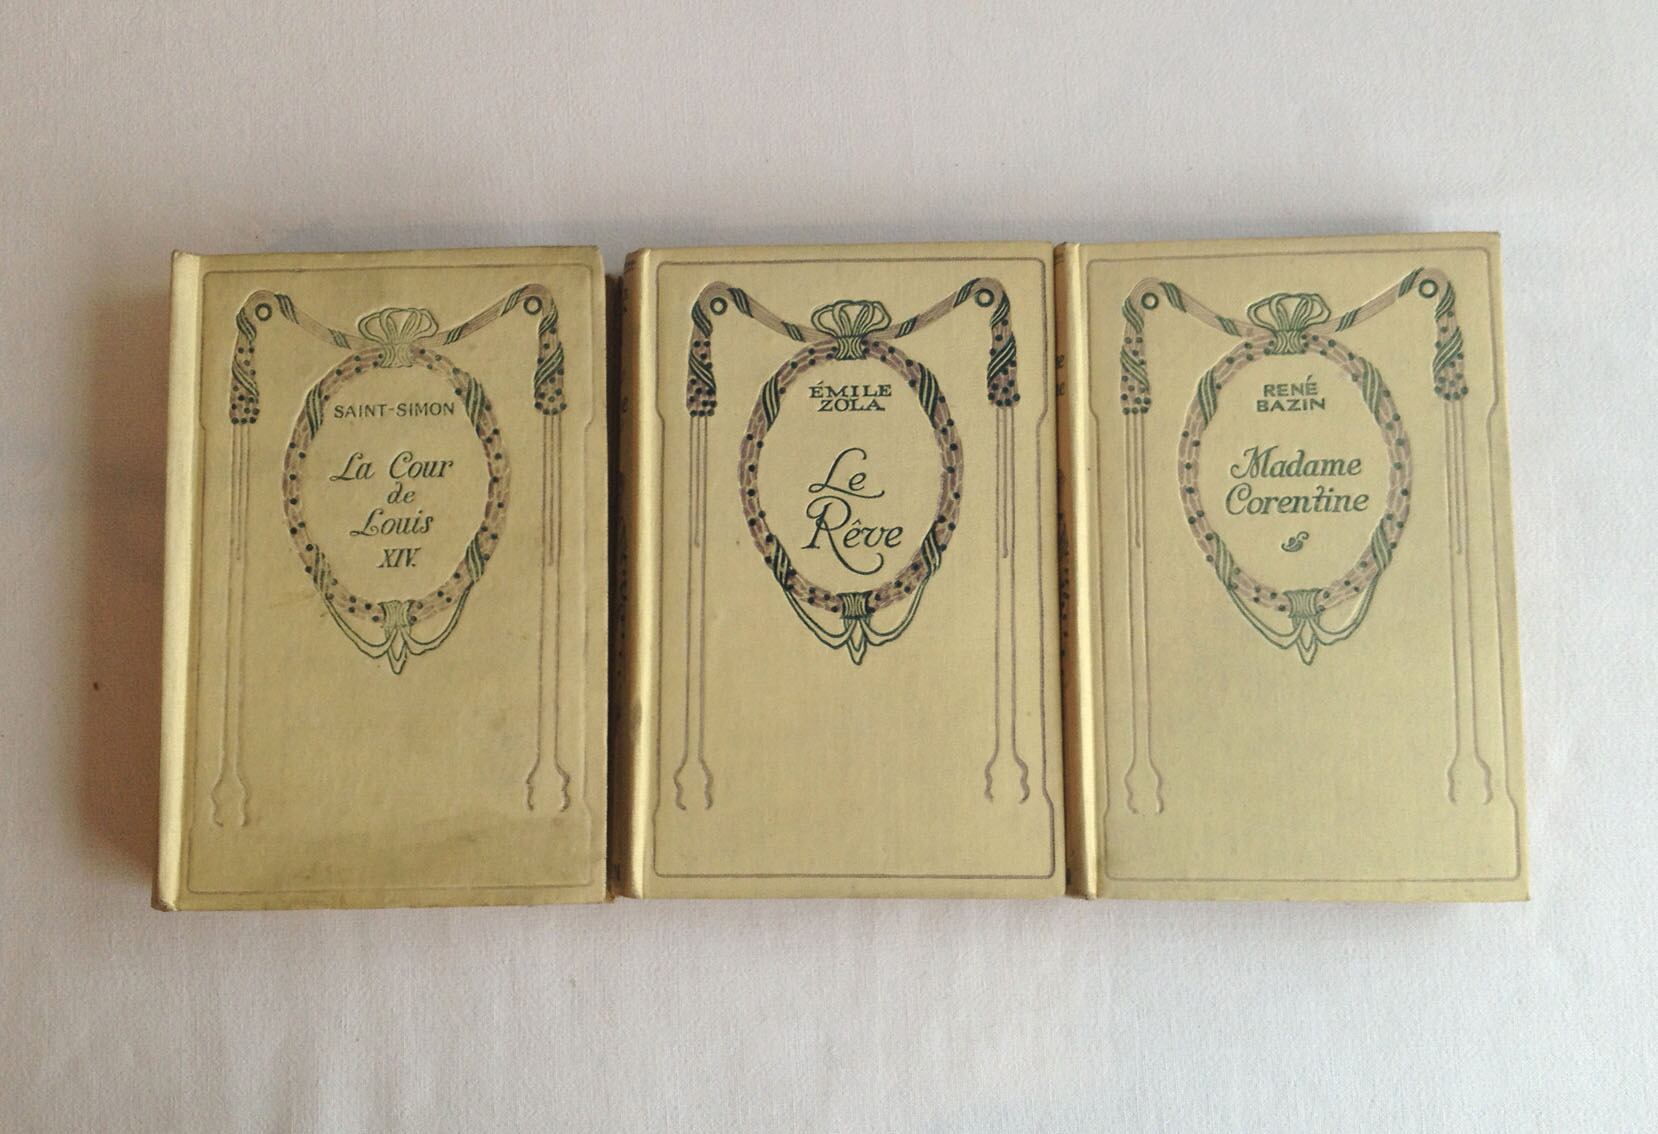 SAINT-SIMON
La Cour
de
Louis
XIV.
ÉMILE
ZOLA
Le
Rêve
RENÉ
BAZIN
Madame
Corentine